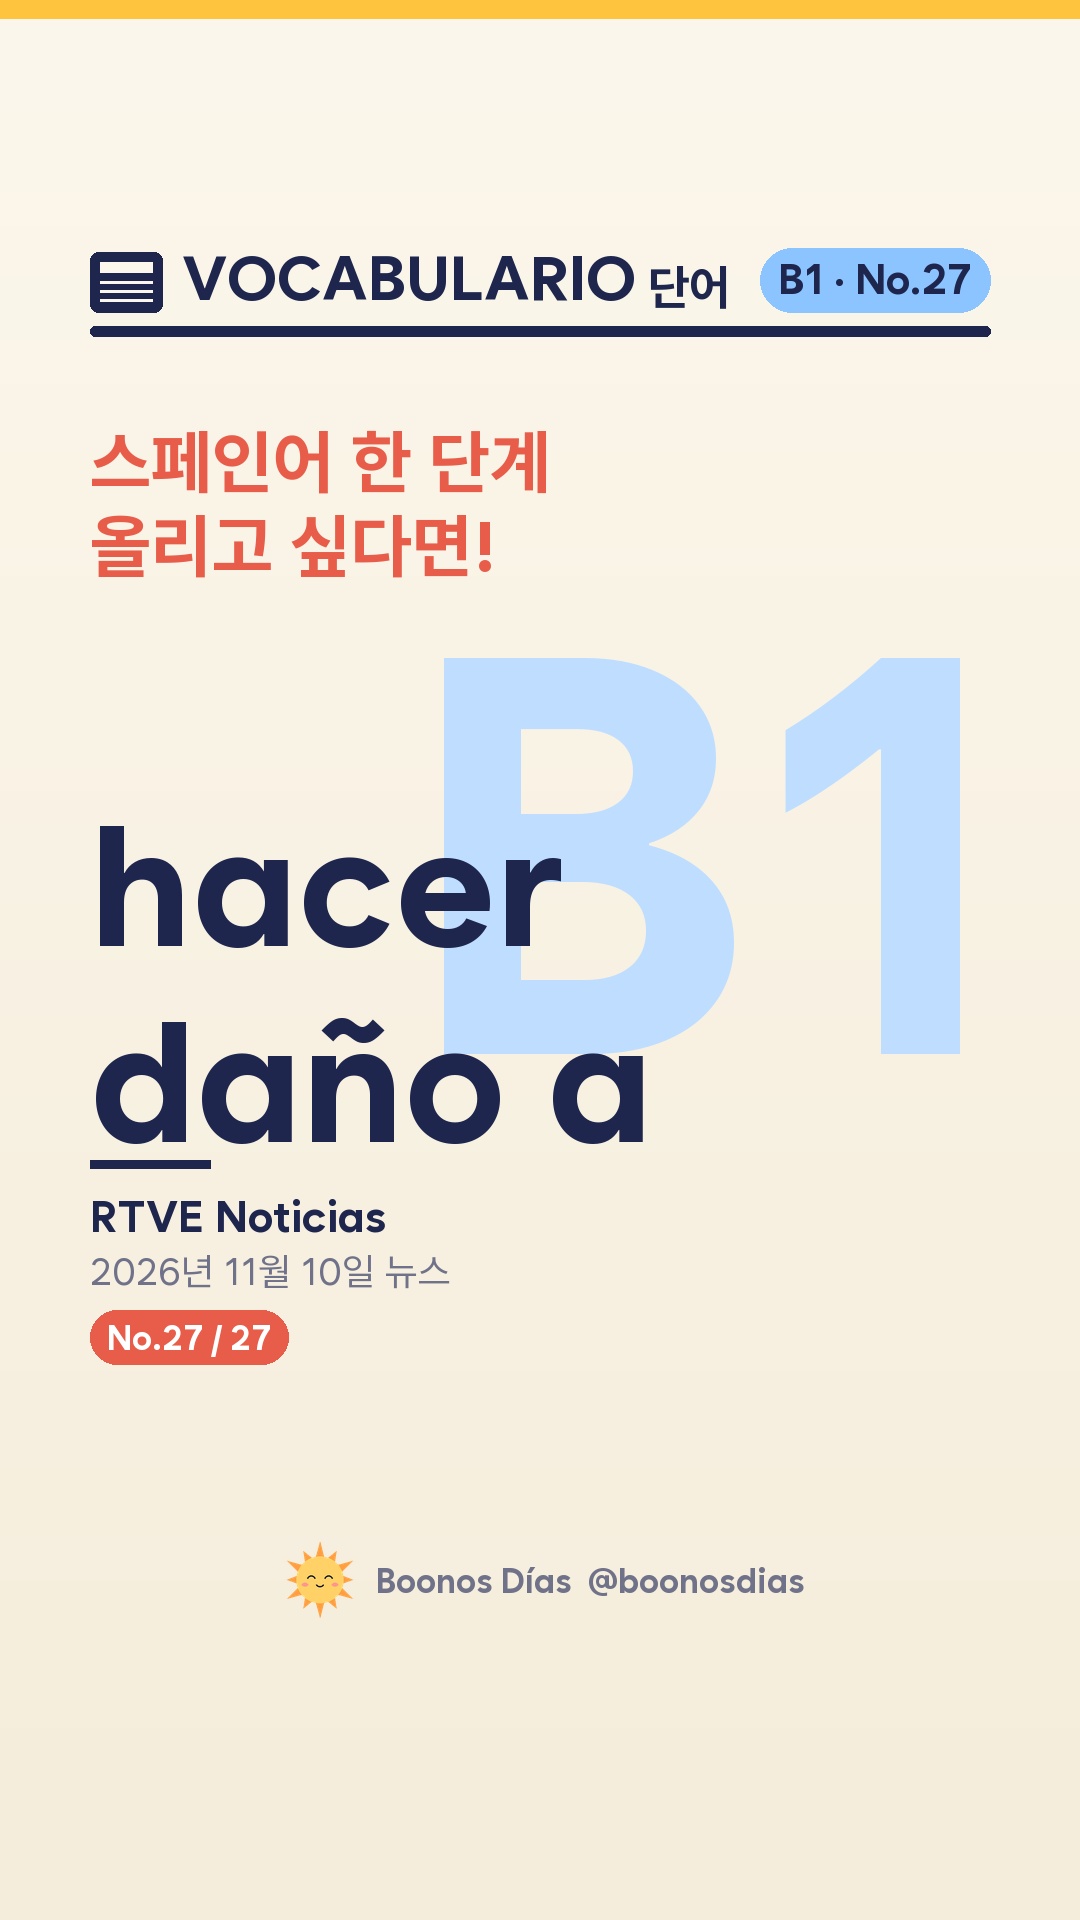 VOCABULARIO 단어 B1 · No.27
스페인어 한 단계
올리고 싶다면!
B1
hacer
daño a
RTVE Noticias
2026년 11월 10일 뉴스
No.27 / 27
Boonos Días @boonosdias